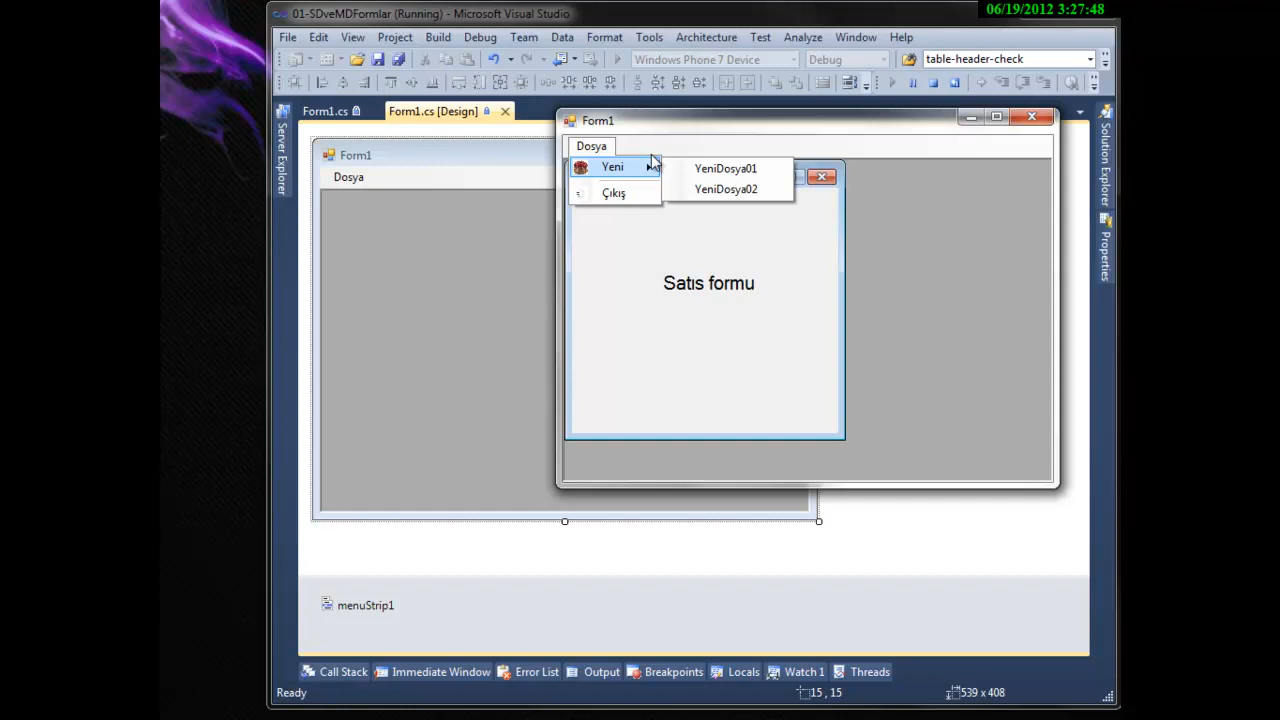 06/19/2012 3:27:48
01-SDveMDFormlar (Running) - Microsoft Visual Studio
File Edit View Project Build Debug Team Data Format Tools Architecture Test Analyze Window Help
Windows Phone 7 Device Debug table-header-check
Form1.cs Form1.cs [Design]
Server Explorer
Solution Explorer
Properties
Form1
Dosya
Form1
Dosya
Yeni
Çıkış
YeniDosya01
YeniDosya02
Satıs formu
menuStrip1
Call Stack Immediate Window Error List Output Breakpoints Locals Watch 1 Threads
Ready 15 , 15 539 x 408